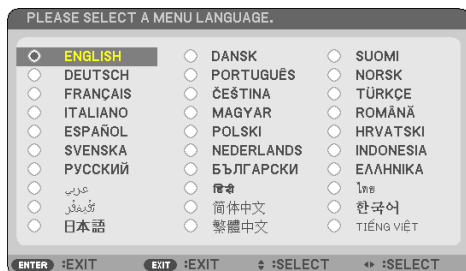 PLEASE SELECT A MENU LANGUAGE.
ENGLISH DANSK SUOMI
DEUTSCH PORTUGUÊS NORSK
FRANÇAIS ČEŠTINA TÜRKÇE
ITALIANO MAGYAR ROMÂNĂ
ESPAÑOL POLSKI HRVATSKI
SVENSKA NEDERLANDS INDONESIA
РУССКИЙ БЪЛГАРСКИ ΕΛΛΗΝΙΚΑ
عربي हिन्दी ไทย
简体中文 한국어
日本語 繁體中文 TIẾNG VIỆT
ENTER :EXIT EXIT :EXIT :SELECT :SELECT